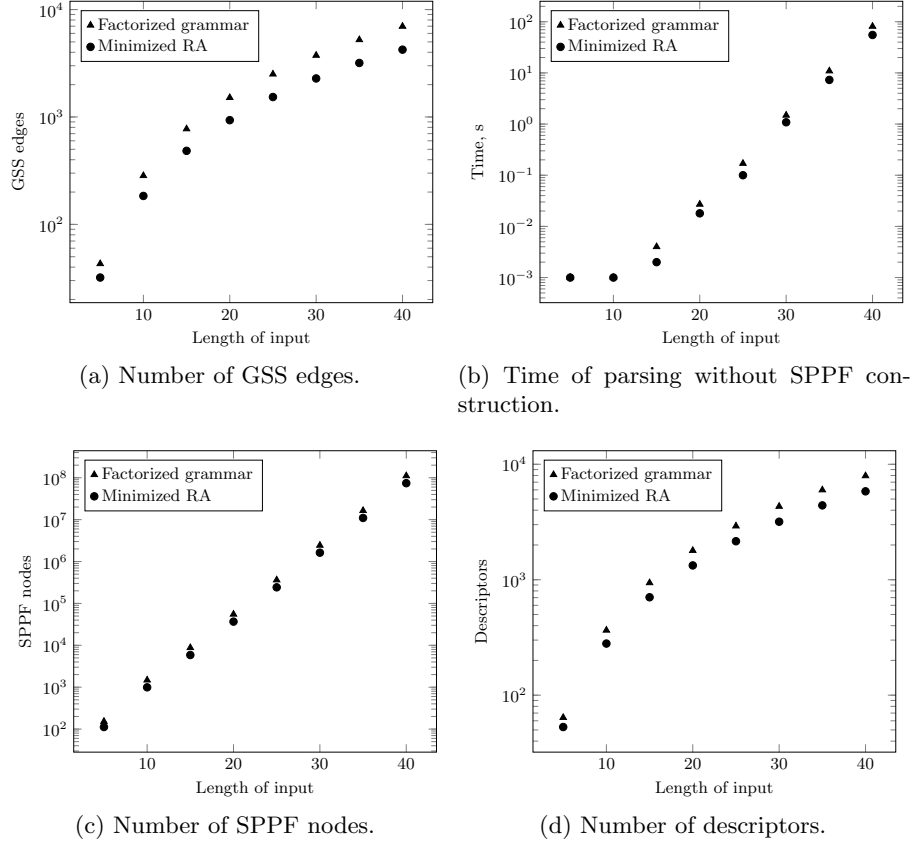 Factorized grammar
Minimized RA
10^4
10^3
10^2
GSS edges
10 20 30 40
Length of input
(a) Number of GSS edges.
Factorized grammar
Minimized RA
10^2
10^1
10^0
10^−1
10^−2
10^−3
Time, s
10 20 30 40
Length of input
(b) Time of parsing without SPPF con-
struction.
Factorized grammar
Minimized RA
10^8
10^7
10^6
10^5
10^4
10^3
10^2
SPPF nodes
10 20 30 40
Length of input
(c) Number of SPPF nodes.
Factorized grammar
Minimized RA
10^4
10^3
10^2
Descriptors
10 20 30 40
Length of input
(d) Number of descriptors.